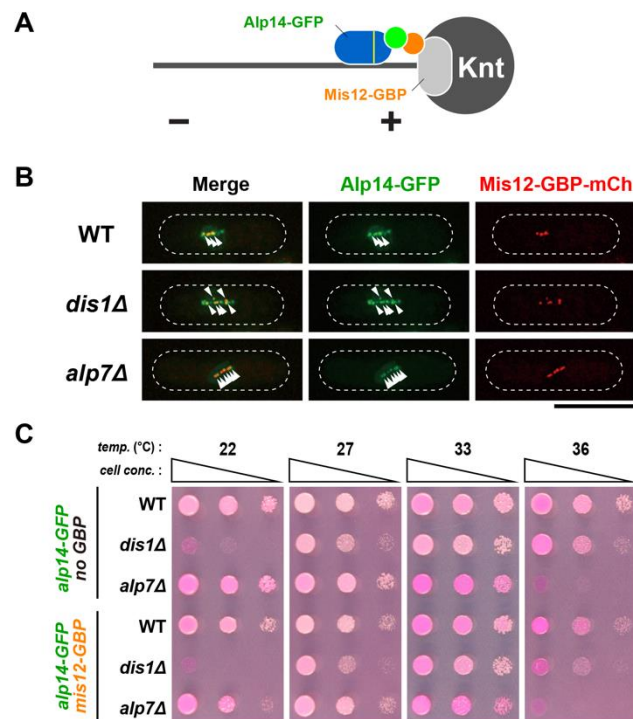 A
Alp14-GFP
Mis12-GBP
Knt
− +
B
Merge Alp14-GFP Mis12-GBP-mCh
WT
dis1Δ
alp7Δ
C
temp. (°C) : 22 27 33 36
cell conc. :
alp14-GFP
no GBP
WT
dis1Δ
alp7Δ
alp14-GFP
mis12-GBP
WT
dis1Δ
alp7Δ